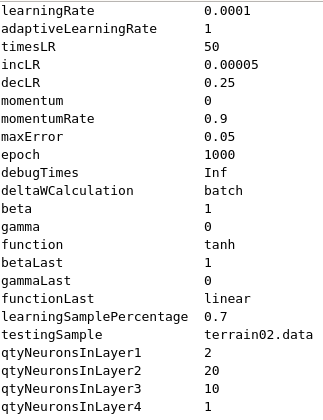 learningRate 0.0001
adaptiveLearningRate 1
timesLR 50
incLR 0.00005
decLR 0.25
momentum 0
momentumRate 0.9
maxError 0.05
epoch 1000
debugTimes Inf
deltaWCalculation batch
beta 1
gamma 0
function tanh
betaLast 1
gammaLast 0
functionLast linear
learningSamplePercentage 0.7
testingSample terrain02.data
qtyNeuronsInLayer1 2
qtyNeuronsInLayer2 20
qtyNeuronsInLayer3 10
qtyNeuronsInLayer4 1